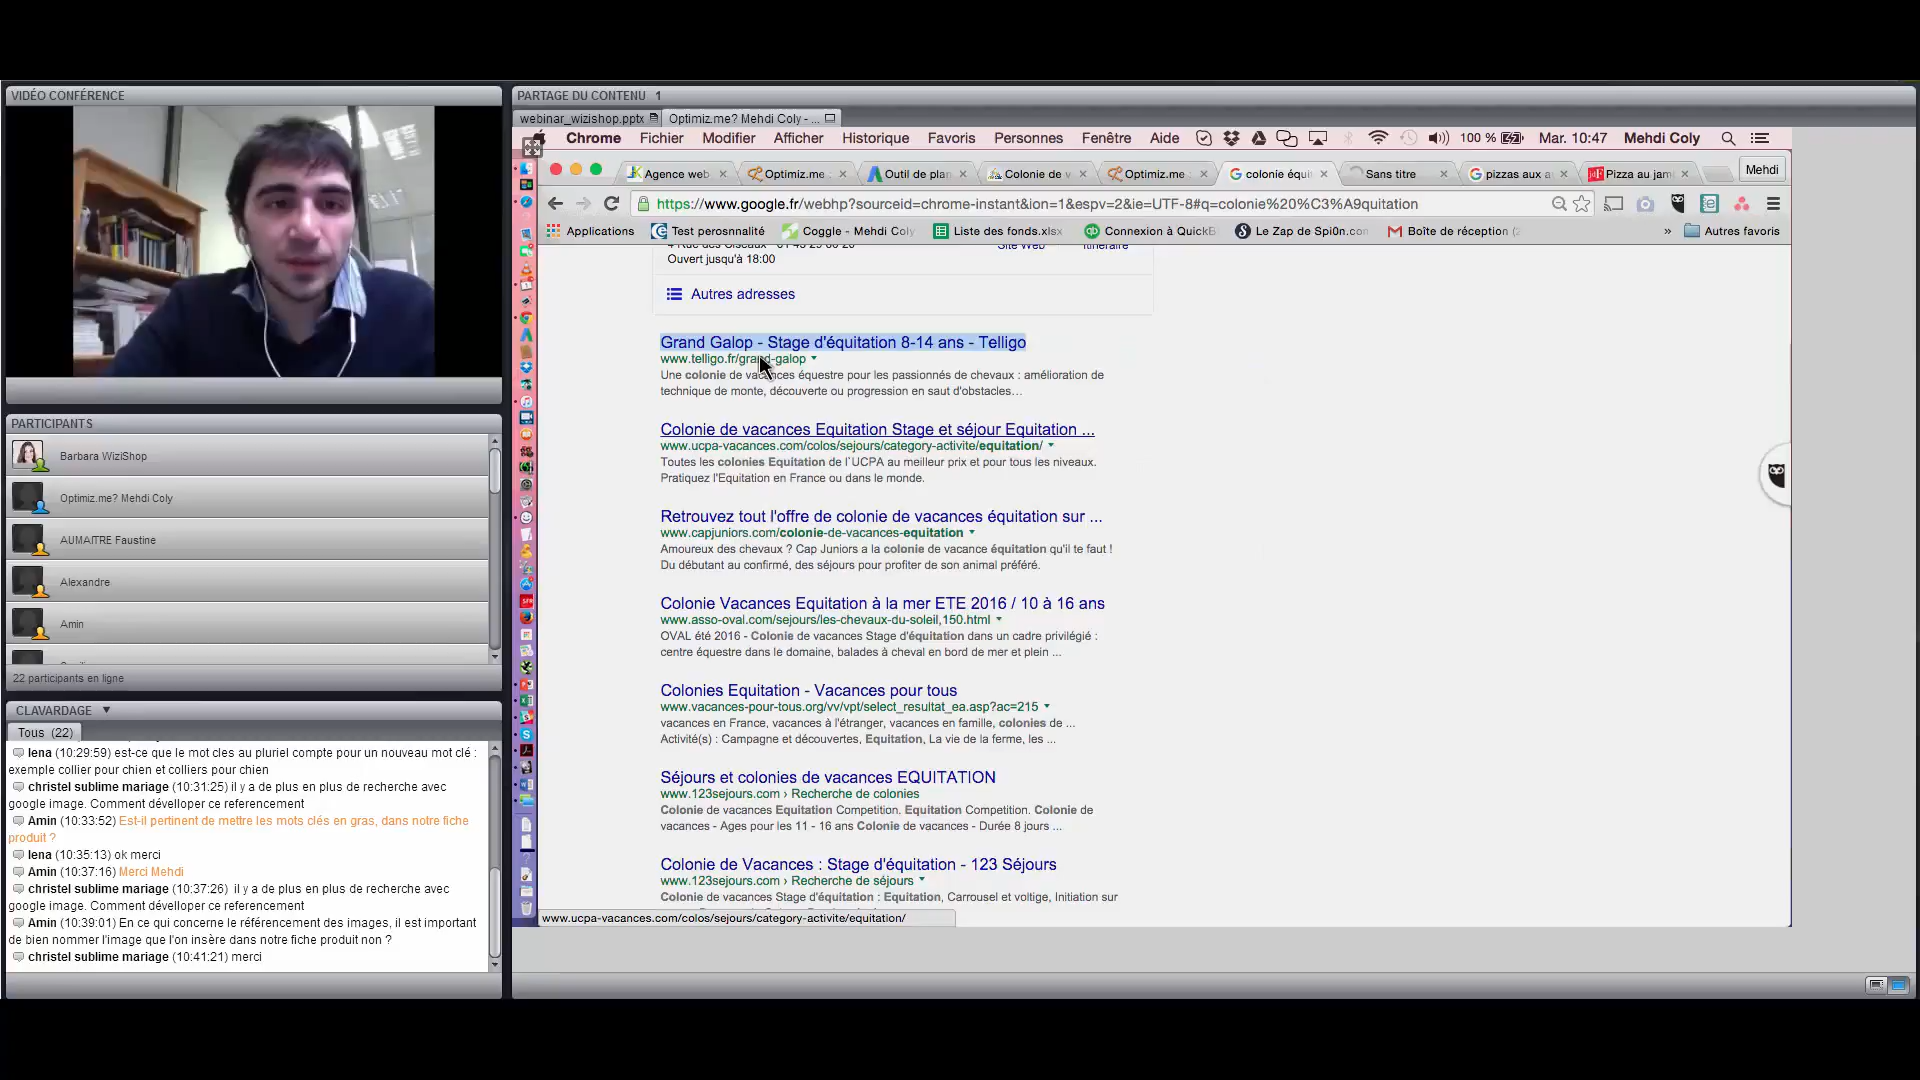 VIDÉO CONFÉRENCE
PARTICIPANTS
Barbara WiziShop
Optimiz.me? Mehdi Coly
AUMAITRE Faustine
Alexandre
Amin
22 participants en ligne
CLAVARDAGE
Tous (22)
lena (10:29:59) est-ce que le mot cles au pluriel compte pour un nouveau mot clé :
exemple collier pour chien et colliers pour chien
christel sublime mariage (10:31:25) il y a de plus en plus de recherche avec
google image. Comment dévelloper ce referencement
Amin (10:33:52) Est-il pertinent de mettre les mots clés en gras, dans notre fiche
produit ?
lena (10:35:13) ok merci
Amin (10:37:16) Merci Mehdi
christel sublime mariage (10:37:26) il y a de plus en plus de recherche avec
google image. Comment dévelloper ce referencement
Amin (10:39:01) En ce qui concerne le référencement des images, il est important
de bien nommer l'image que l'on insère dans notre fiche produit non ?
christel sublime mariage (10:41:21) merci
PARTAGE DU CONTENU 1
webinar_wizishop.pptx Optimiz.me? Mehdi Coly - ...
Chrome Fichier Modifier Afficher Historique Favoris Personnes Fenêtre Aide 100 % Mar. 10:47 Mehdi Coly
Agence web Optimiz.me Outil de plan Colonie de v Optimiz.me colonie équi Sans titre pizzas aux a Pizza au jam Mehdi
https://www.google.fr/webhp?sourceid=chrome-instant&ion=1&espv=2&ie=UTF-8#q=colonie%20%C3%A9quitation
Applications Test perosnnalité Coggle - Mehdi Coly Liste des fonds.xlsx Connexion à QuickB Le Zap de Spi0n.com Boîte de réception » Autres favoris
Site Web Itinéraire
Ouvert jusqu'à 18:00
Autres adresses
Grand Galop - Stage d'équitation 8-14 ans - Telligo
www.telligo.fr/grand-galop
Une colonie de vacances équestre pour les passionnés de chevaux : amélioration de
technique de monte, découverte ou progression en saut d'obstacles...
Colonie de vacances Equitation Stage et séjour Equitation ...
www.ucpa-vacances.com/colos/sejours/category-activite/equitation/
Toutes les colonies Equitation de l`UCPA au meilleur prix et pour tous les niveaux.
Pratiquez l'Equitation en France ou dans le monde.
Retrouvez tout l'offre de colonie de vacances équitation sur ...
www.capjuniors.com/colonie-de-vacances-equitation
Amoureux des chevaux ? Cap Juniors a la colonie de vacance équitation qu'il te faut !
Du débutant au confirmé, des séjours pour profiter de son animal préféré.
Colonie Vacances Equitation à la mer ETE 2016 / 10 à 16 ans
www.asso-oval.com/sejours/les-chevaux-du-soleil,150.html
OVAL été 2016 - Colonie de vacances Stage d'équitation dans un cadre privilégié :
centre équestre dans le domaine, balades à cheval en bord de mer et plein ...
Colonies Equitation - Vacances pour tous
www.vacances-pour-tous.org/vv/vpt/select_resultat_ea.asp?ac=215
vacances en France, vacances à l'étranger, vacances en famille, colonies de ...
Activité(s) : Campagne et découvertes, Equitation, La vie de la ferme, les ...
Séjours et colonies de vacances EQUITATION
www.123sejours.com › Recherche de colonies
Colonie de vacances Equitation Competition. Equitation Competition. Colonie de
vacances - Ages pour les 11 - 16 ans Colonie de vacances - Durée 8 jours ...
Colonie de Vacances : Stage d'équitation - 123 Séjours
www.123sejours.com › Recherche de séjours
Colonie de vacances Stage d'équitation : Equitation, Carrousel et voltige, Initiation sur
www.ucpa-vacances.com/colos/sejours/category-activite/equitation/